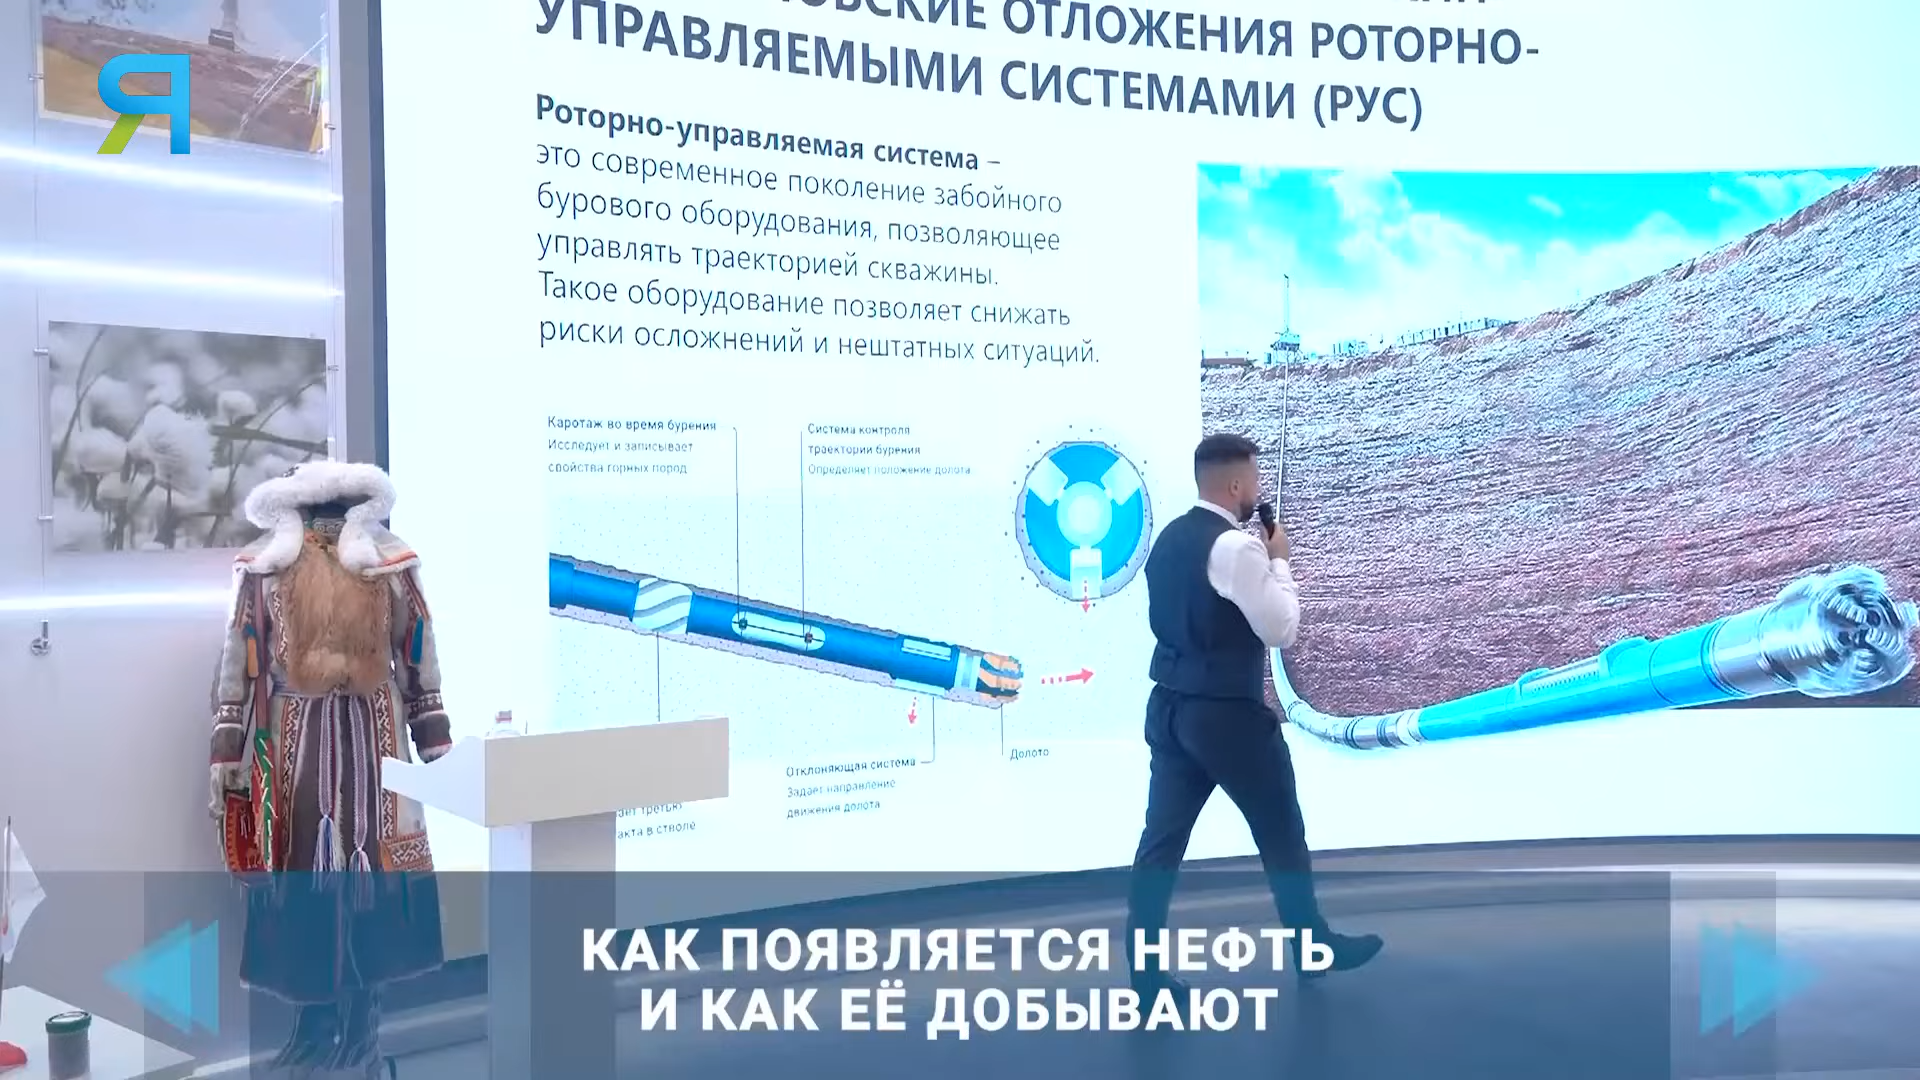 ОТЛОЖЕНИЯ РОТОРНО-
УПРАВЛЯЕМЫМИ СИСТЕМАМИ (РУС)
Роторно-управляемая система –
это современное поколение забойного
бурового оборудования, позволяющее
управлять траекторией скважины.
Такое оборудование позволяет снижать
риски осложнений и нештатных ситуаций.
Каротаж во время бурения
Исследует и записывает
свойства горных пород
Система контроля
траектории бурения
Определяет положение долота
Отклоняющая система
Задает направление
движения долота
Долото
третью
в стволе
Я
КАК ПОЯВЛЯЕТСЯ НЕФТЬ
И КАК ЕЁ ДОБЫВАЮТ